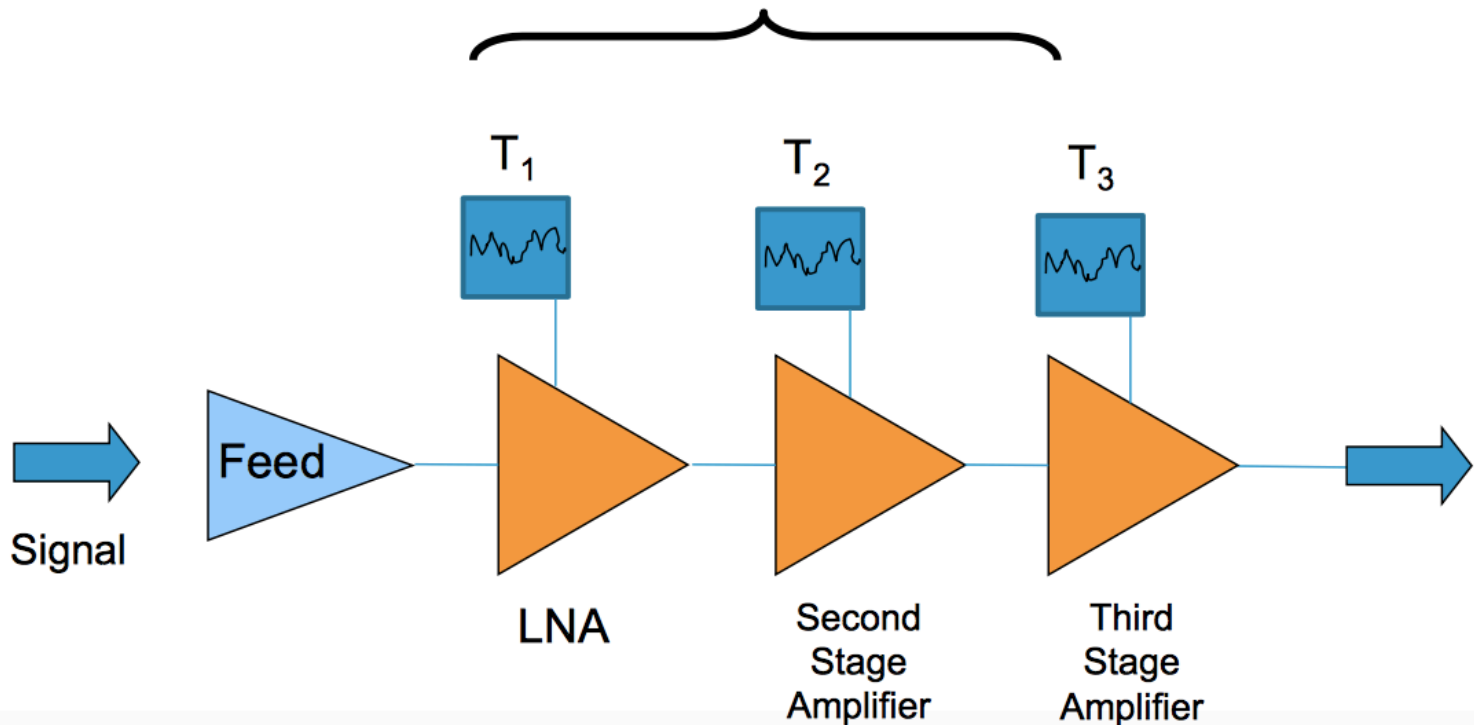 T₁
T₂
T₃
Feed
Signal
LNA
Second
Stage
Amplifier
Third
Stage
Amplifier